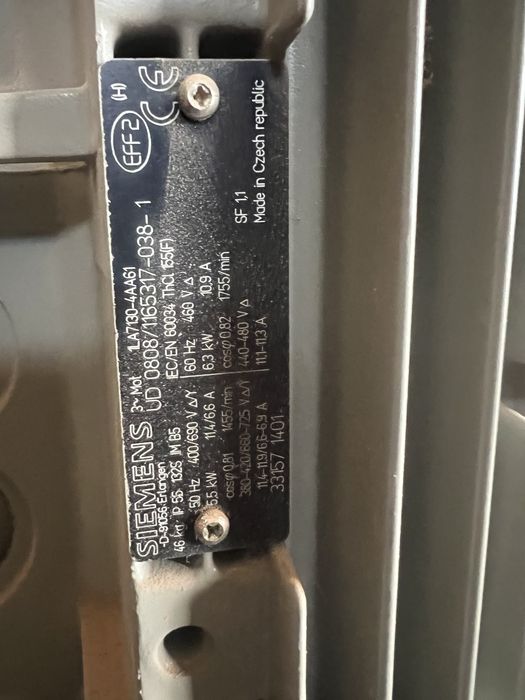 SIEMENS
D-91056 Erlangen
3~ Mot. 1LA7130-4AA61
UD 0808/1165317-038-1
EFF2
(H)
CE
46 kg IP 55 132S IM B5 EC/EN 60034 ThCl.155(F)
50 Hz 400/690 V Δ/Y 60 Hz 460 V Δ
5,5 kW 11,4/6,6 A 6,3 kW 10,9 A
cosφ 0,81 1455/min cosφ 0,82 1755/min
380-420/660-725 V Δ/Y 440-480 V Δ
11,4-11,9/6,6-6,9 A 11,1-11,3 A
33157 1401
SF 1,1
Made in Czech republic